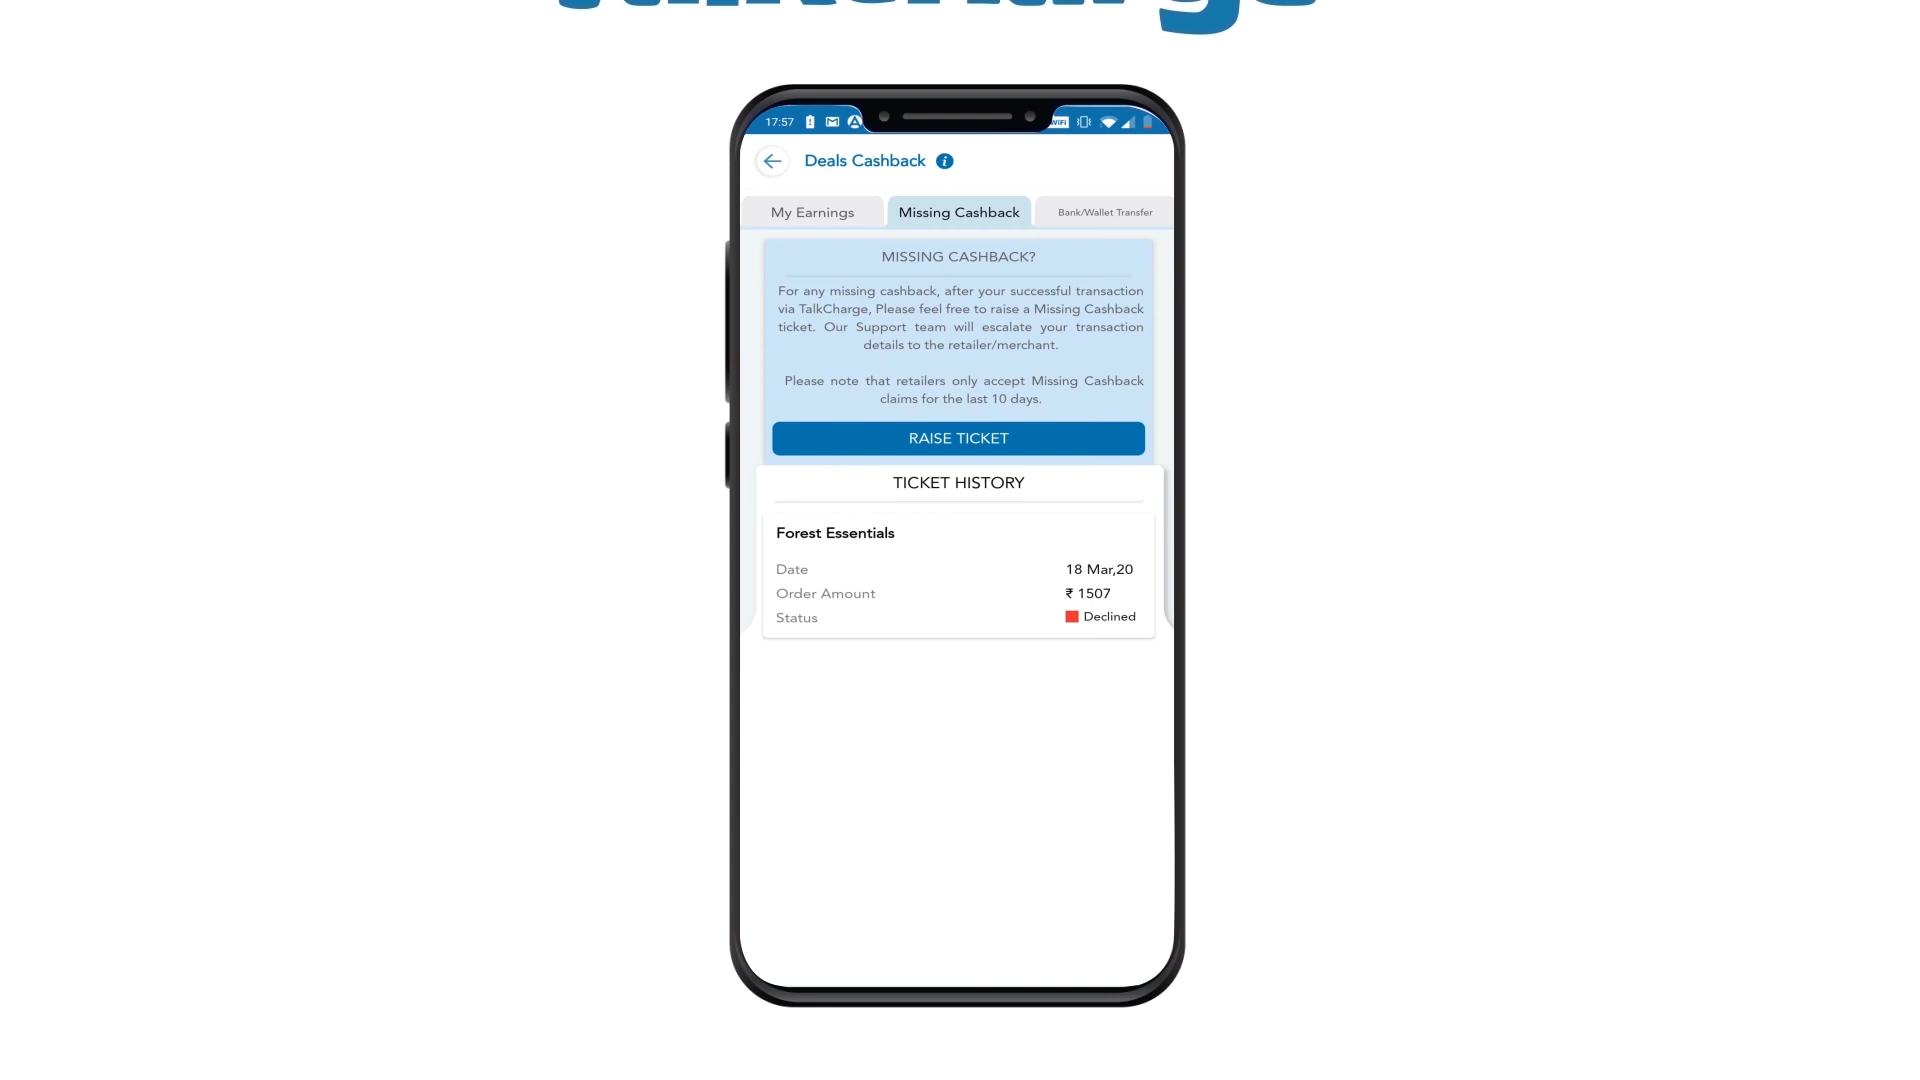 17:57
WiFi
Deals Cashback
My Earnings
Missing Cashback
Bank/Wallet Transfer
MISSING CASHBACK?
For any missing cashback, after your successful transaction
via TalkCharge, Please feel free to raise a Missing Cashback
ticket. Our Support team will escalate your transaction
details to the retailer/merchant.
Please note that retailers only accept Missing Cashback
claims for the last 10 days.
RAISE TICKET
TICKET HISTORY
Forest Essentials
Date 18 Mar,20
Order Amount ₹ 1507
Status Declined